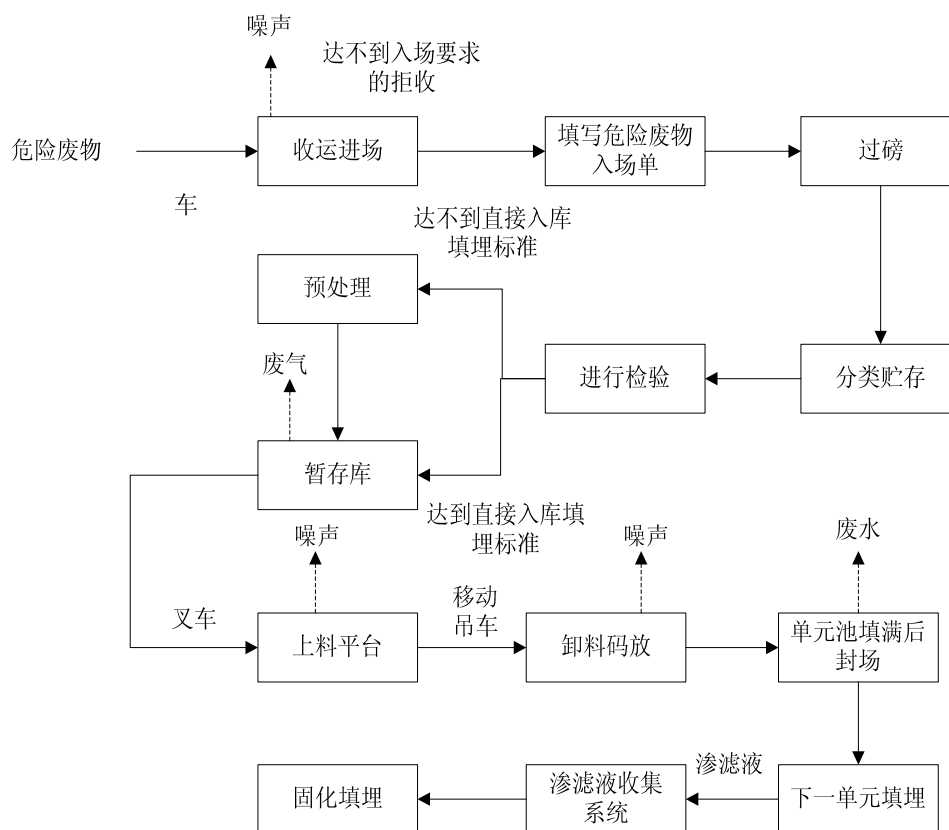 噪声
达不到入场要求
的拒收
危险废物
收运进场
填写危险废物
入场单
过磅
车
达不到直接入库
填埋标准
预处理
废气
进行检验
分类贮存
暂存库
达到直接入库填
埋标准
噪声
噪声
废水
叉车
上料平台
移动
吊车
卸料码放
单元池填满后
封场
固化填埋
渗滤液收集
系统
渗滤液
下一单元填埋